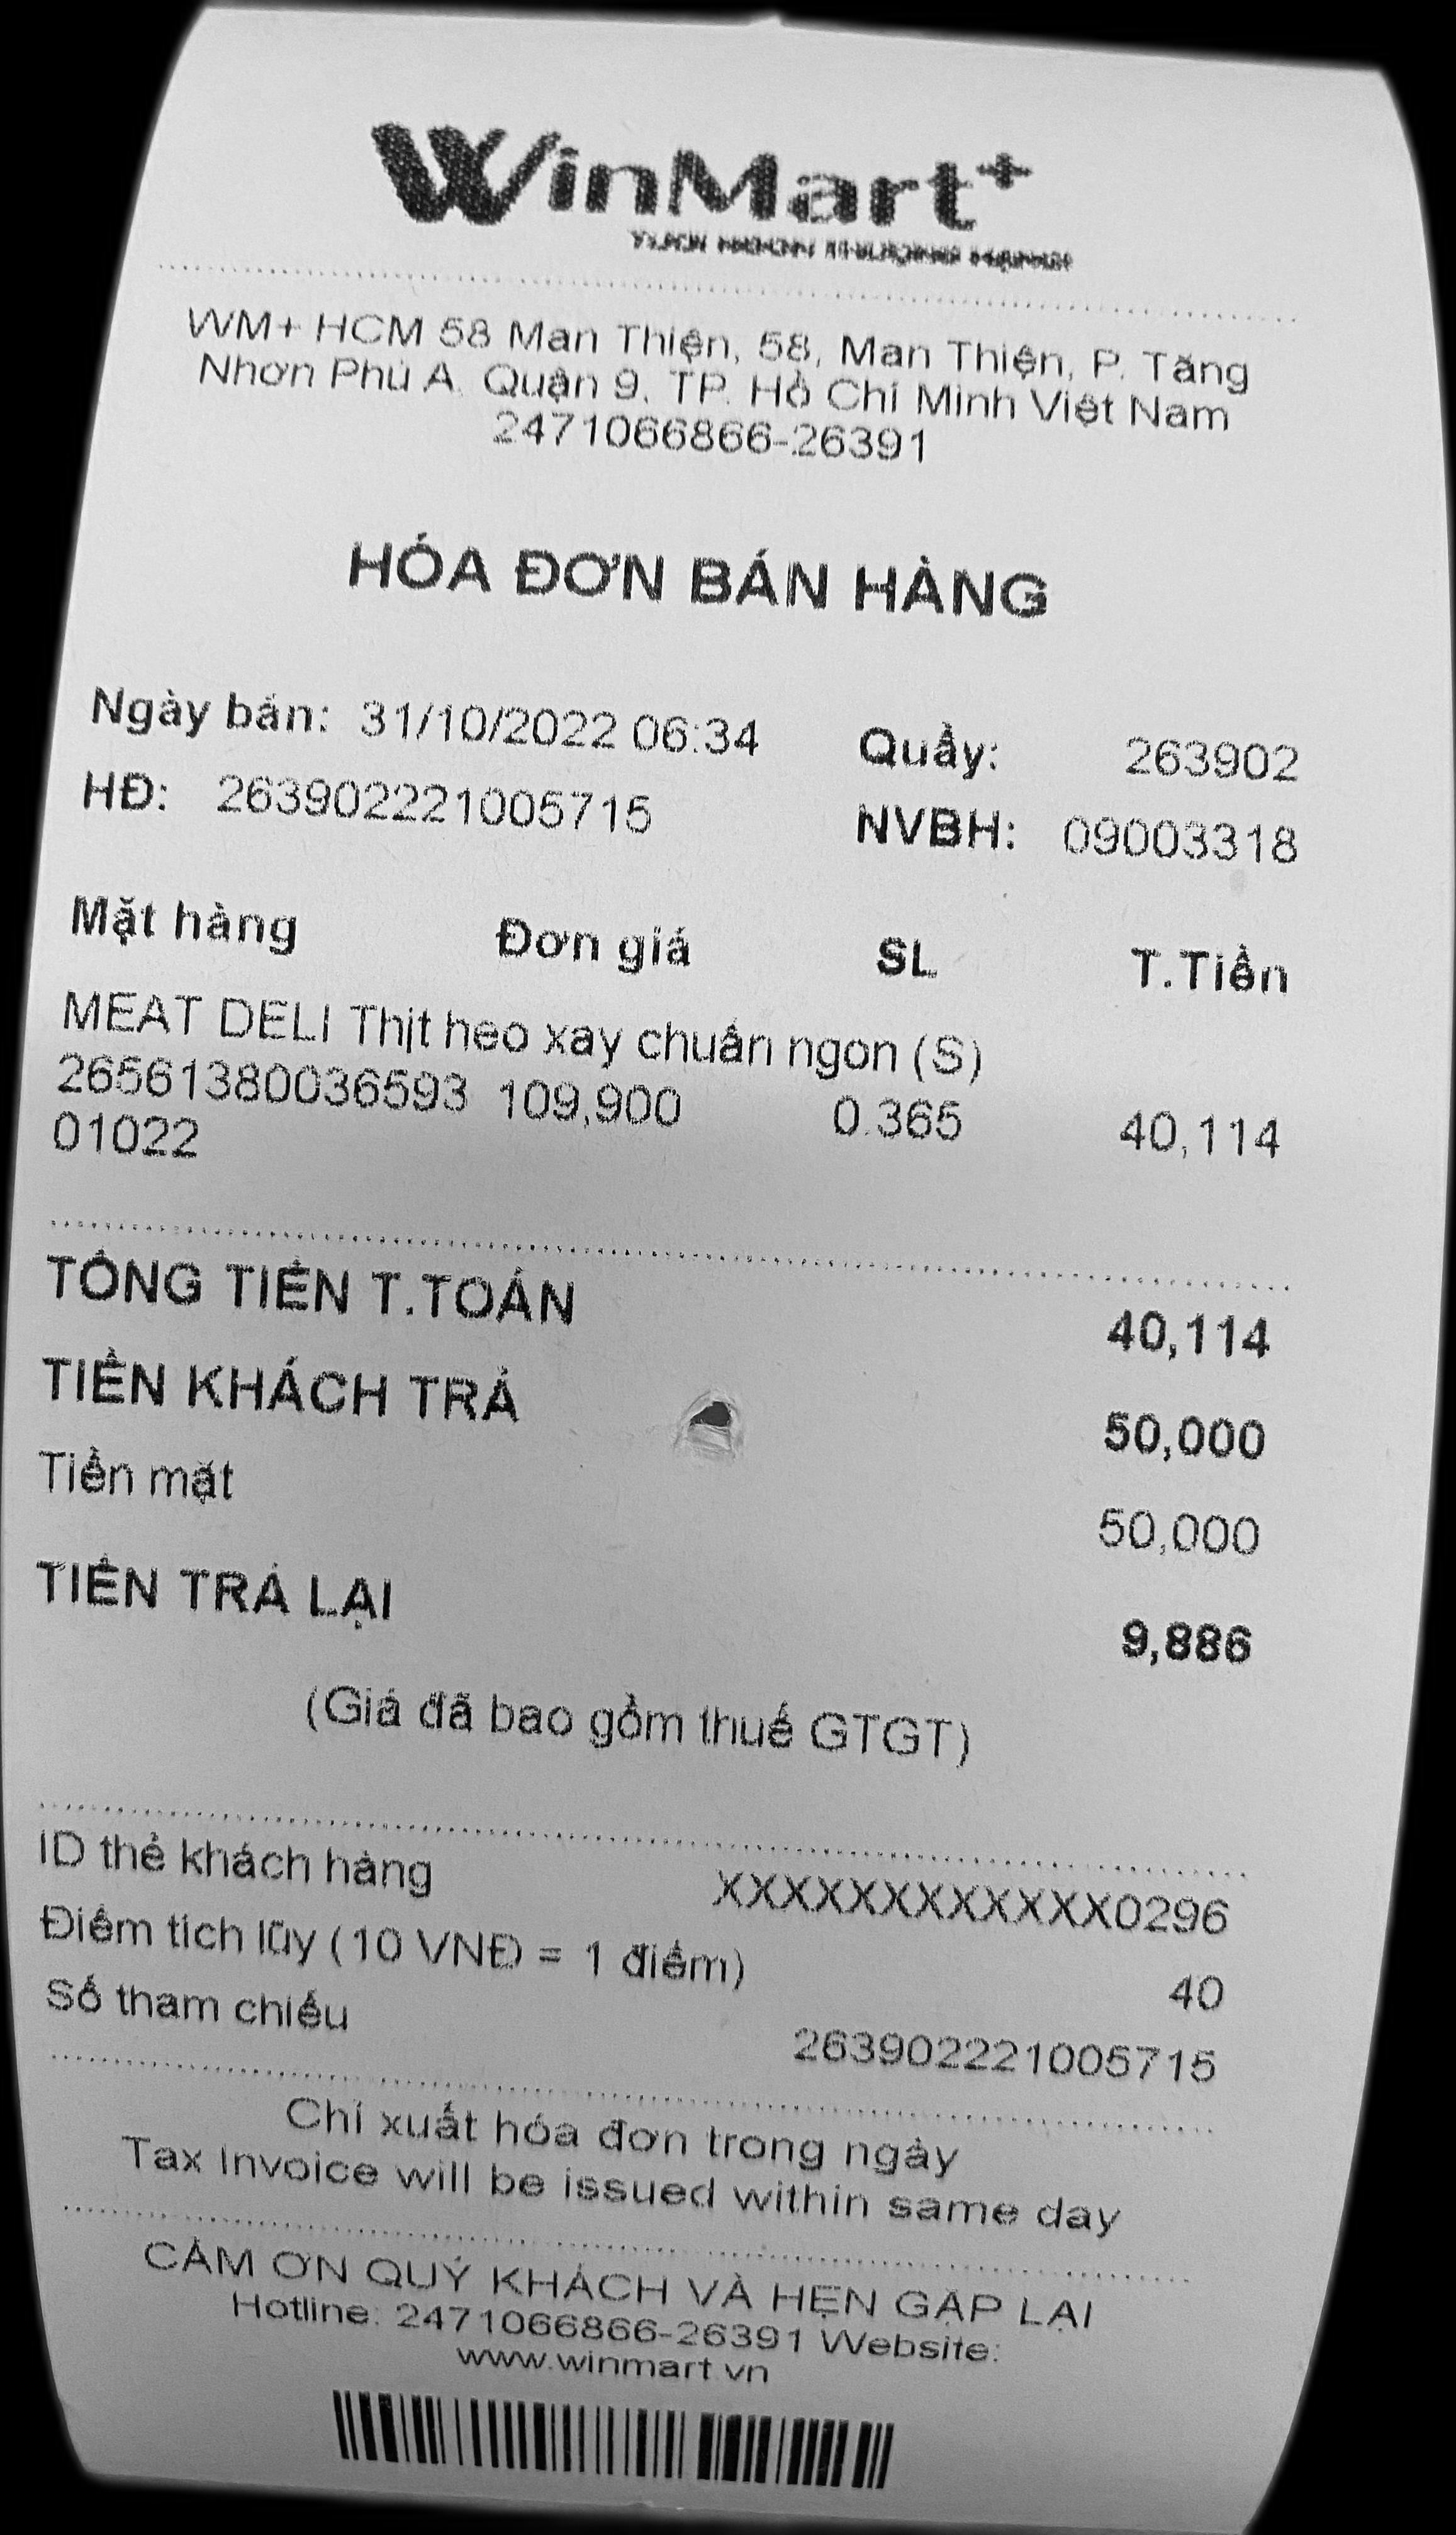 WinMart+
WM+ HCM 58 Man Thiện, 58, Man Thiện, P. Tăng
Nhơn Phú A, Quận 9, TP. Hồ Chí Minh Việt Nam
2471066866-26391
HÓA ĐƠN BÁN HÀNG
Ngày bán: 31/10/2022 06:34 Quầy: 263902
HĐ: 263902221005715 NVBH: 09003318
Mặt hàng Đơn giá SL T.Tiền
MEAT DELI Thịt heo xay chuẩn ngon (S)
26561380036593 109,900 0.365 40,114
01022
TỔNG TIỀN T.TOÁN 40,114
TIỀN KHÁCH TRẢ 50,000
Tiền mặt 50,000
TIỀN TRẢ LẠI 9,886
(Giá đã bao gồm thuế GTGT)
ID thẻ khách hàng XXXXXXXXXXXX0296
Điểm tích lũy (10 VNĐ = 1 điểm) 40
Số tham chiếu 263902221005715
Chỉ xuất hóa đơn trong ngày
Tax Invoice will be issued within same day
CẢM ƠN QUÝ KHÁCH VÀ HẸN GẶP LẠI
Hotline: 2471066866-26391 Website:
www.winmart.vn